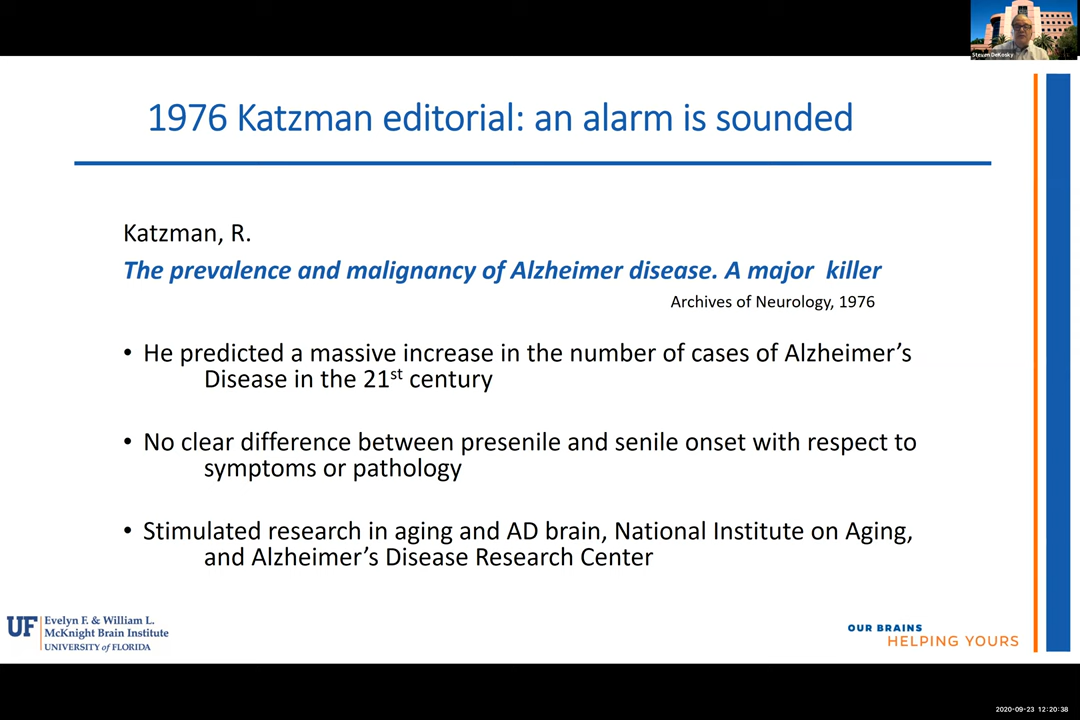 Steven DeKosky
1976 Katzman editorial: an alarm is sounded
Katzman, R.
The prevalence and malignancy of Alzheimer disease. A major killer
Archives of Neurology, 1976
• He predicted a massive increase in the number of cases of Alzheimer’s
Disease in the 21st century
• No clear difference between presenile and senile onset with respect to
symptoms or pathology
• Stimulated research in aging and AD brain, National Institute on Aging,
and Alzheimer’s Disease Research Center
UF
Evelyn F. & William L.
McKnight Brain Institute
UNIVERSITY of FLORIDA
OUR BRAINS
HELPING YOURS
2020-09-23 12:20:38